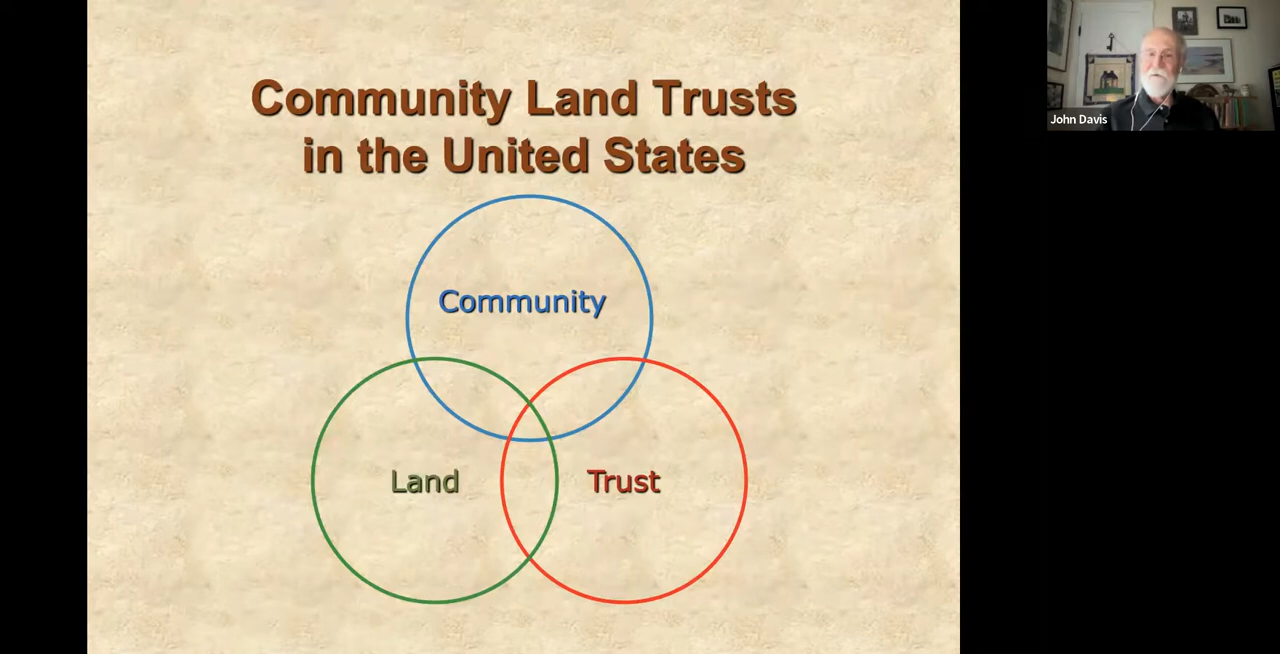 Community Land Trusts
in the United States
Community
Land
Trust
John Davis